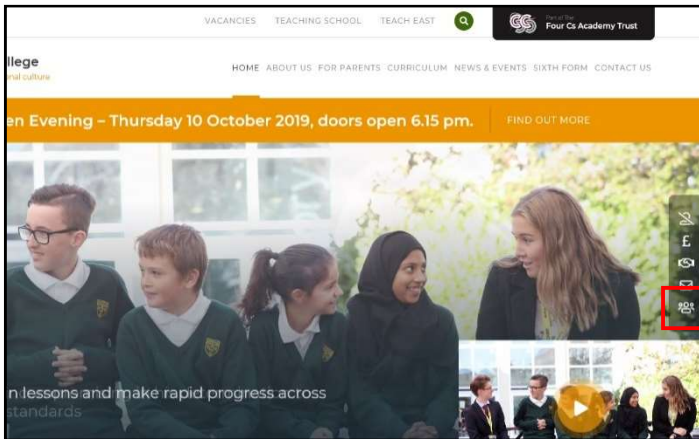 VACANCIES TEACHING SCHOOL TEACH EAST
Part of The
Four Cs Academy Trust
llege
onal culture
HOME ABOUT US FOR PARENTS CURRICULUM NEWS & EVENTS SIXTH FORM CONTACT US
en Evening – Thursday 10 October 2019, doors open 6.15 pm. FIND OUT MORE
£
n lessons and make rapid progress across
standards